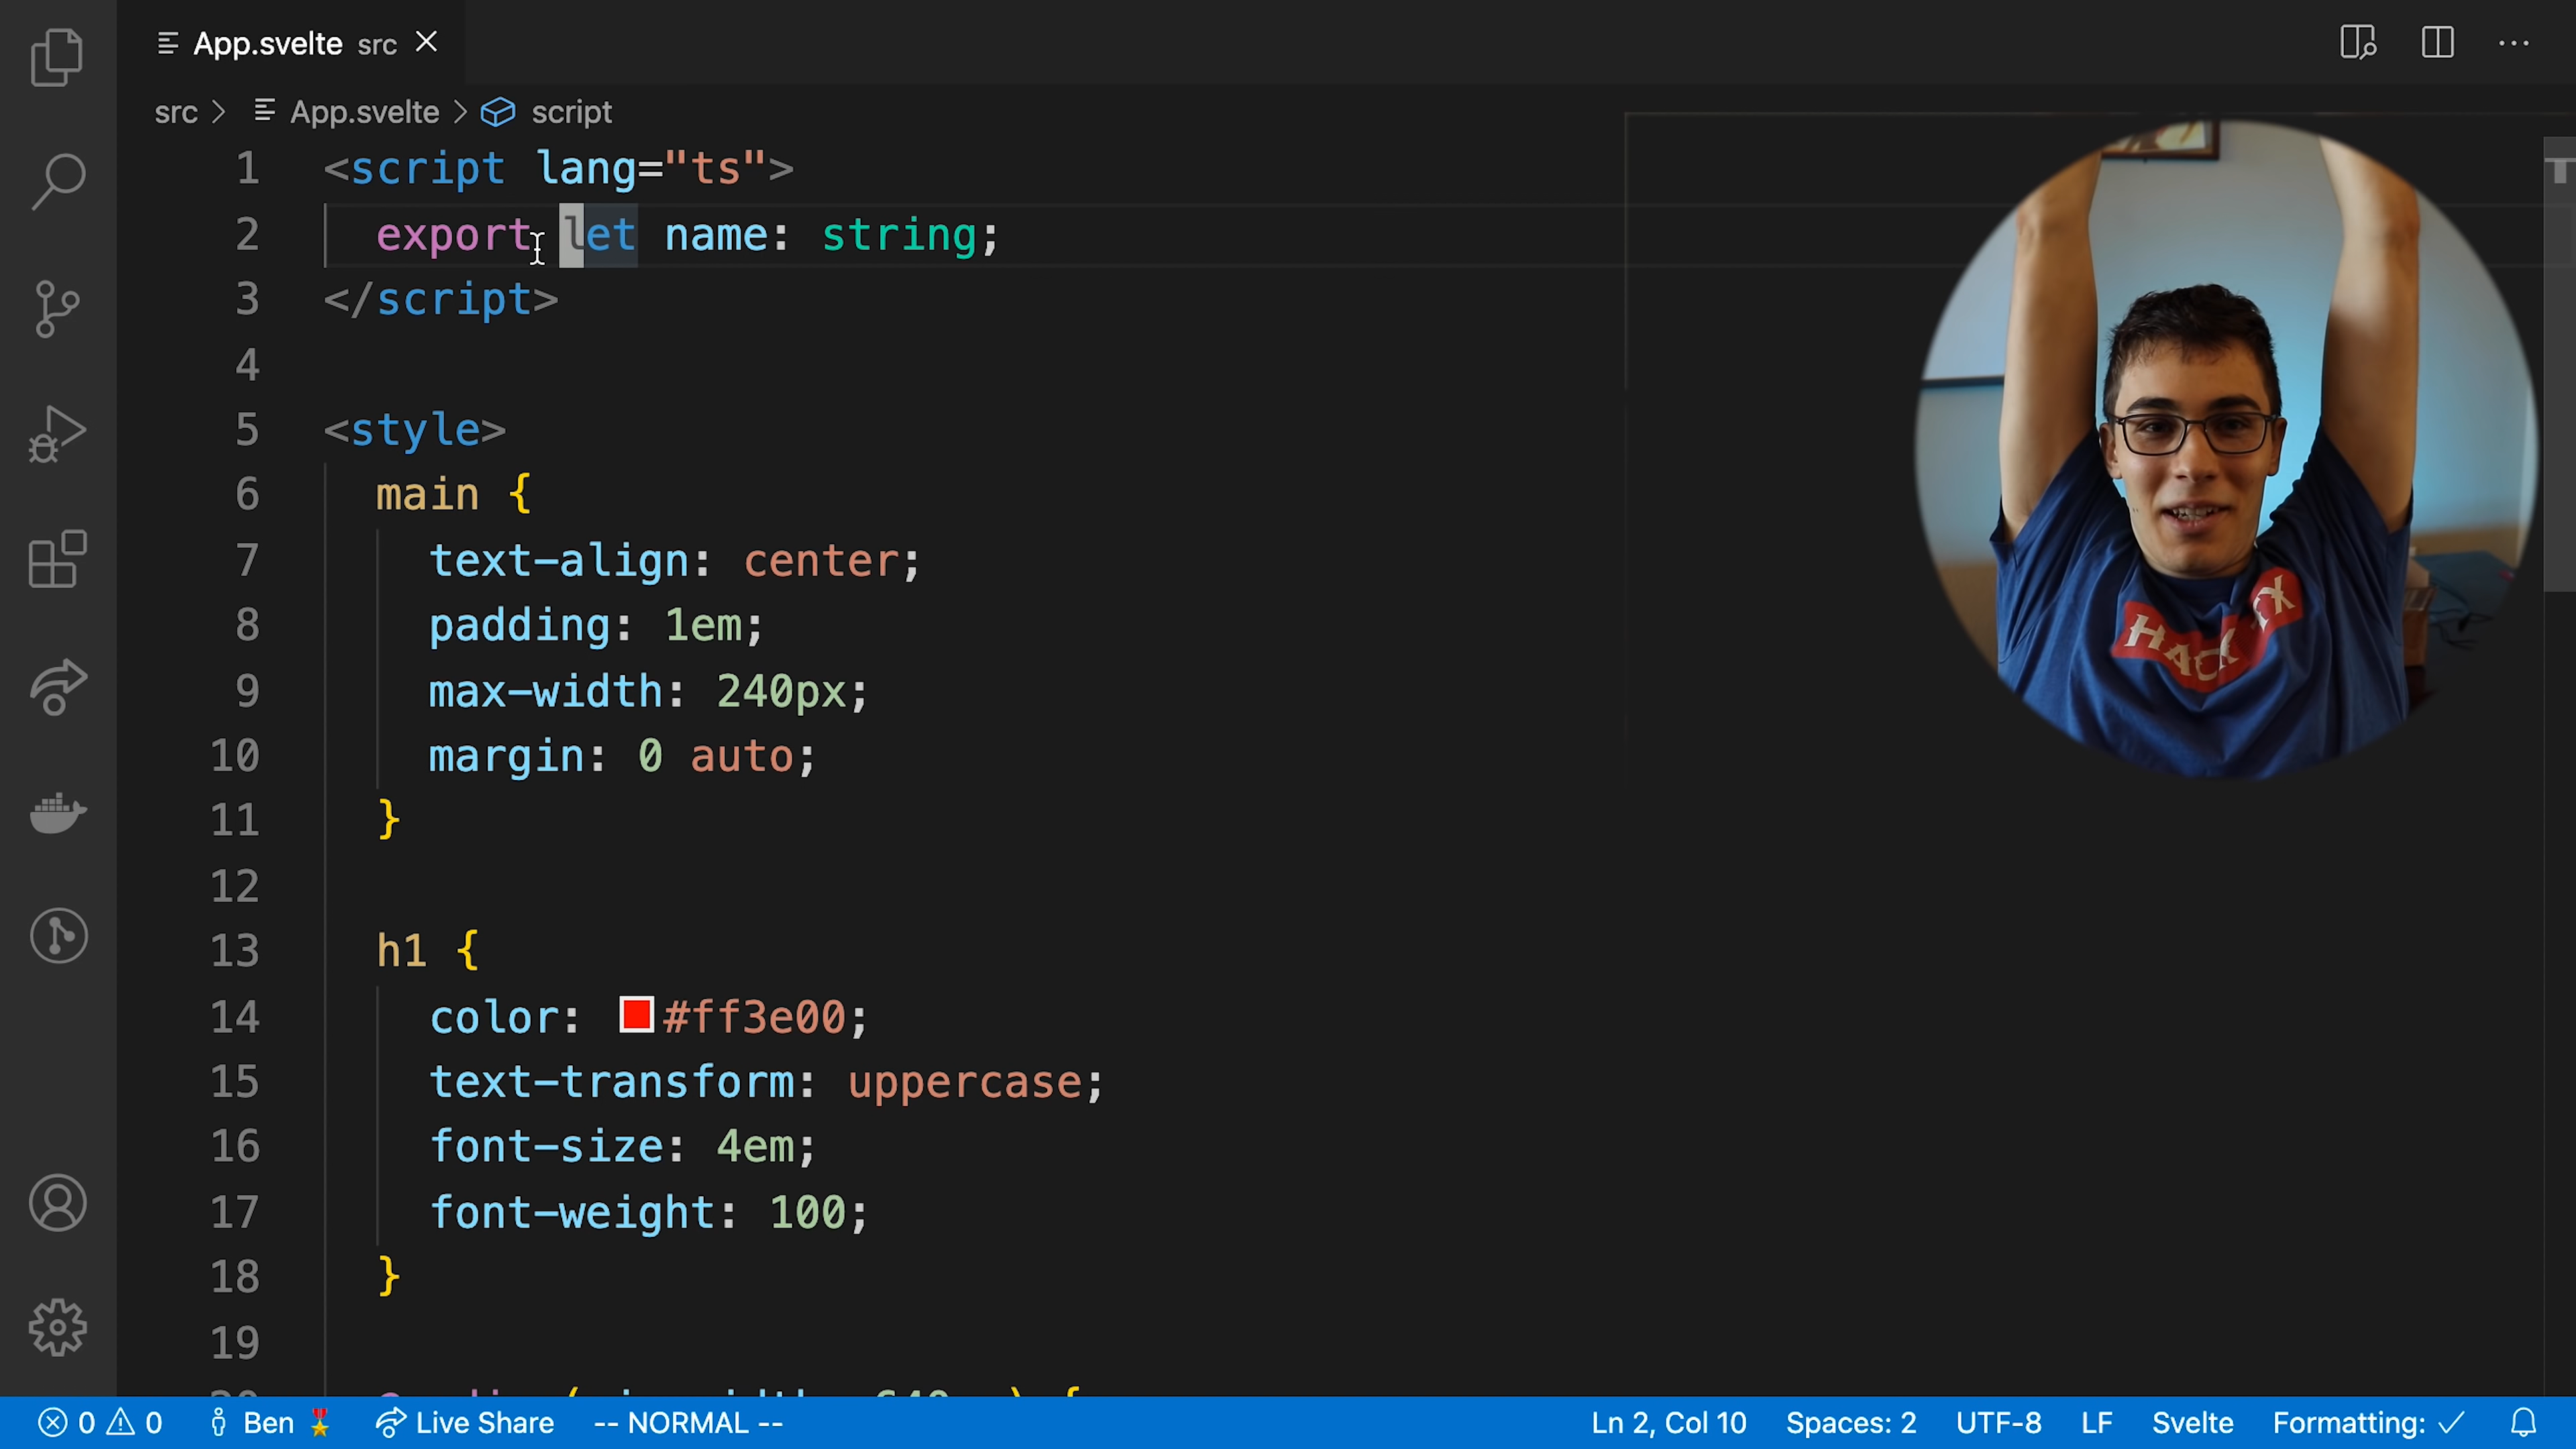 App.svelte src
src > App.svelte > script
1 <script lang="ts">
2 export let name: string;
3 </script>
4
5 <style>
6 main {
7 text-align: center;
8 padding: 1em;
9 max-width: 240px;
10 margin: 0 auto;
11 }
12
13 h1 {
14 color: #ff3e00;
15 text-transform: uppercase;
16 font-size: 4em;
17 font-weight: 100;
18 }
19
0 0 Ben Live Share -- NORMAL -- Ln 2, Col 10 Spaces: 2 UTF-8 LF Svelte Formatting: ✓
HACK